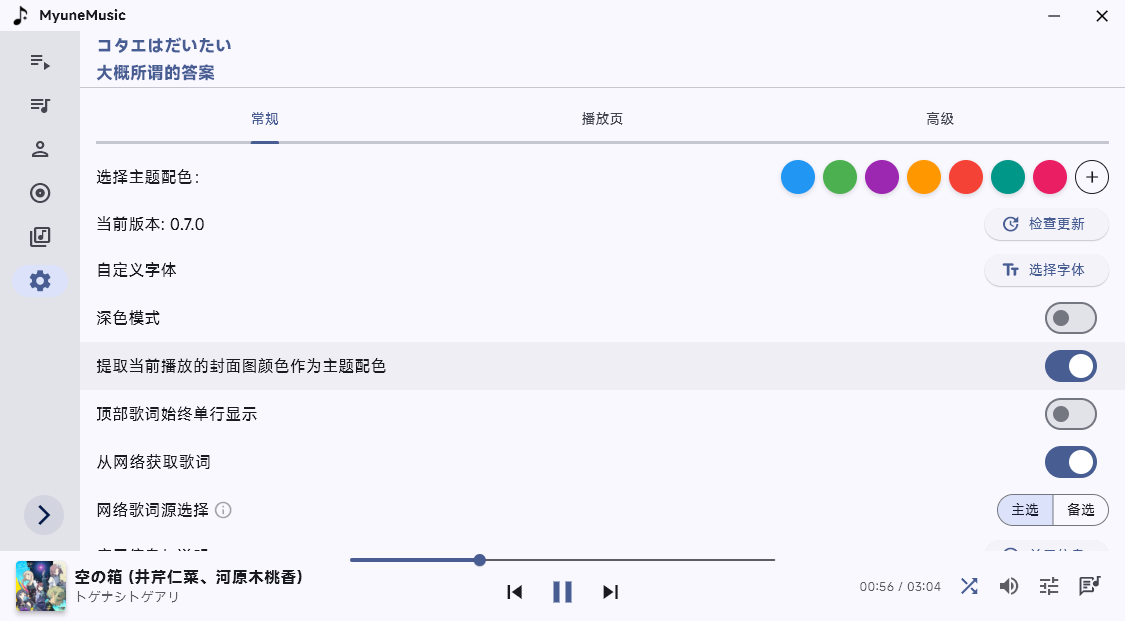 MyuneMusic
コタエはだいたい
大概所谓的答案
常规
播放页
高级
选择主题配色:
当前版本: 0.7.0
检查更新
自定义字体
选择字体
深色模式
提取当前播放的封面图颜色作为主题配色
顶部歌词始终单行显示
从网络获取歌词
网络歌词源选择
主选
备选
空の箱 (井芹仁菜、河原木桃香)
トゲナシトゲアリ
00:56 / 03:04